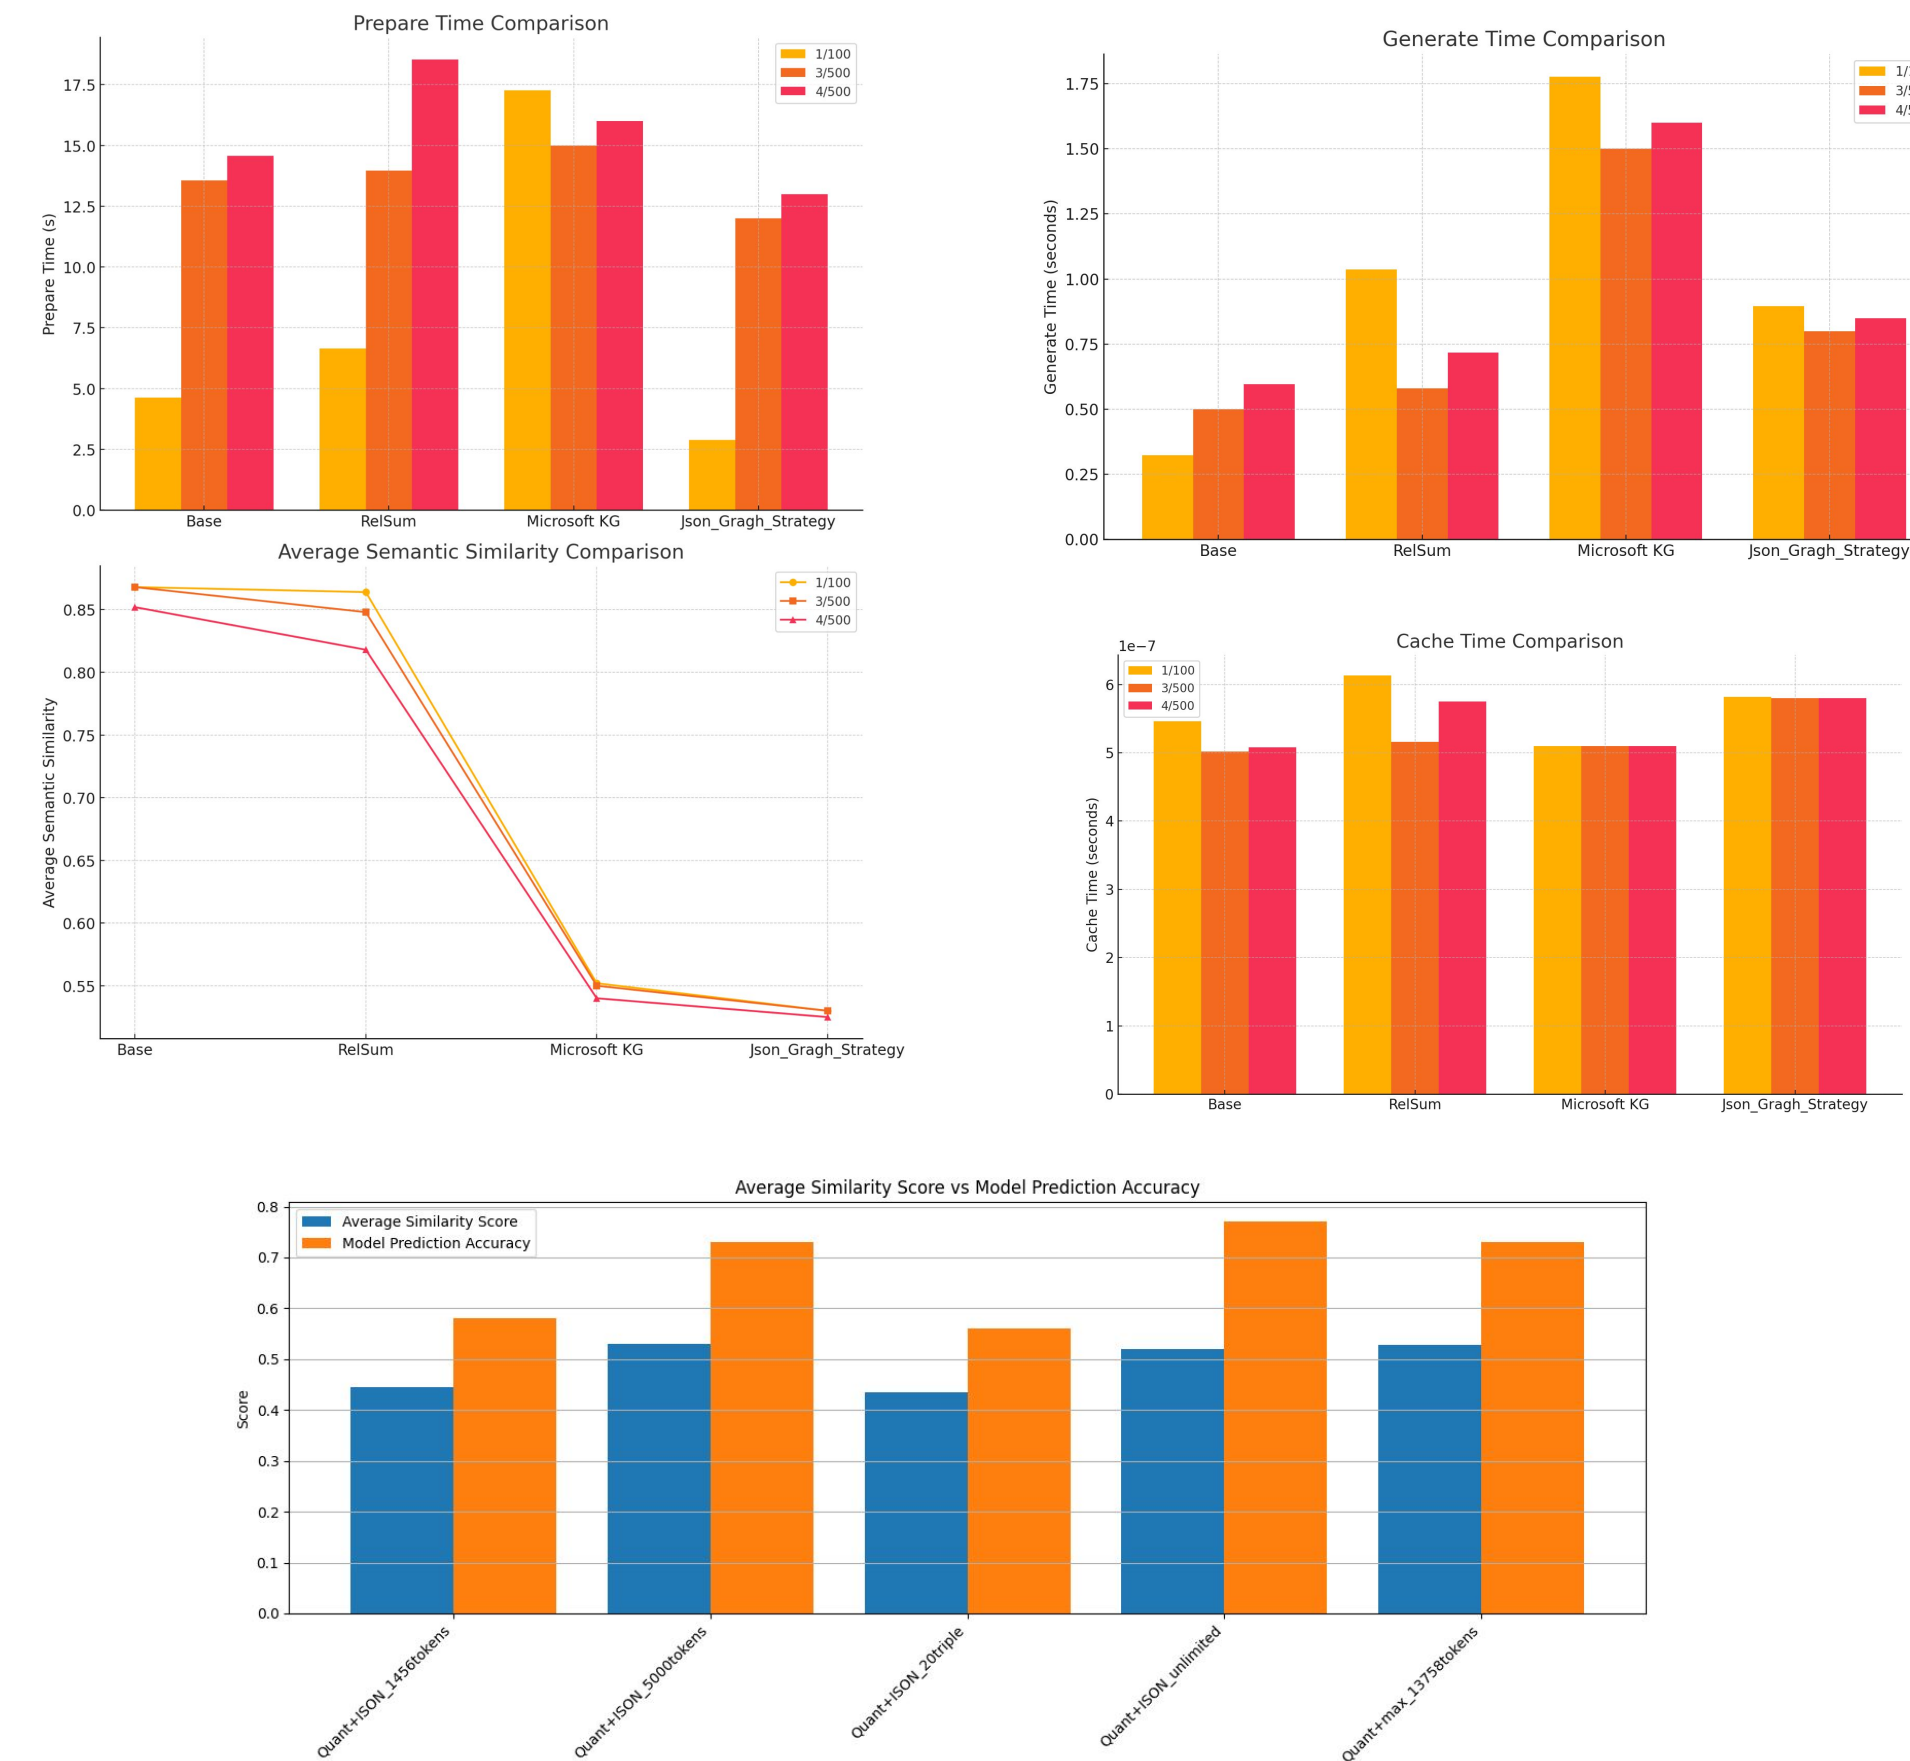 Prepare Time Comparison
1/100
3/500
4/500
Prepare Time (s)
17.5
15.0
12.5
10.0
7.5
5.0
2.5
0.0
Base RelSum Microsoft KG Json_Gragh_Strategy
Generate Time Comparison
1/
3/
4/
Generate Time (seconds)
1.75
1.50
1.25
1.00
0.75
0.50
0.25
0.00
Base RelSum Microsoft KG Json_Gragh_Strategy
Average Semantic Similarity Comparison
1/100
3/500
4/500
Average Semantic Similarity
0.85
0.80
0.75
0.70
0.65
0.60
0.55
Base RelSum Microsoft KG Json_Gragh_Strategy
Cache Time Comparison
1e−7
1/100
3/500
4/500
Cache Time (seconds)
6
5
4
3
2
1
0
Base RelSum Microsoft KG Json_Gragh_Strategy
Average Similarity Score vs Model Prediction Accuracy
Average Similarity Score
Model Prediction Accuracy
Score
0.8
0.7
0.6
0.5
0.4
0.3
0.2
0.1
0.0
Quant+ISON_1456tokens
Quant+ISON_5000tokens
Quant+ISON_20triple
Quant+ISON_unlimited
Quant+max_13758tokens